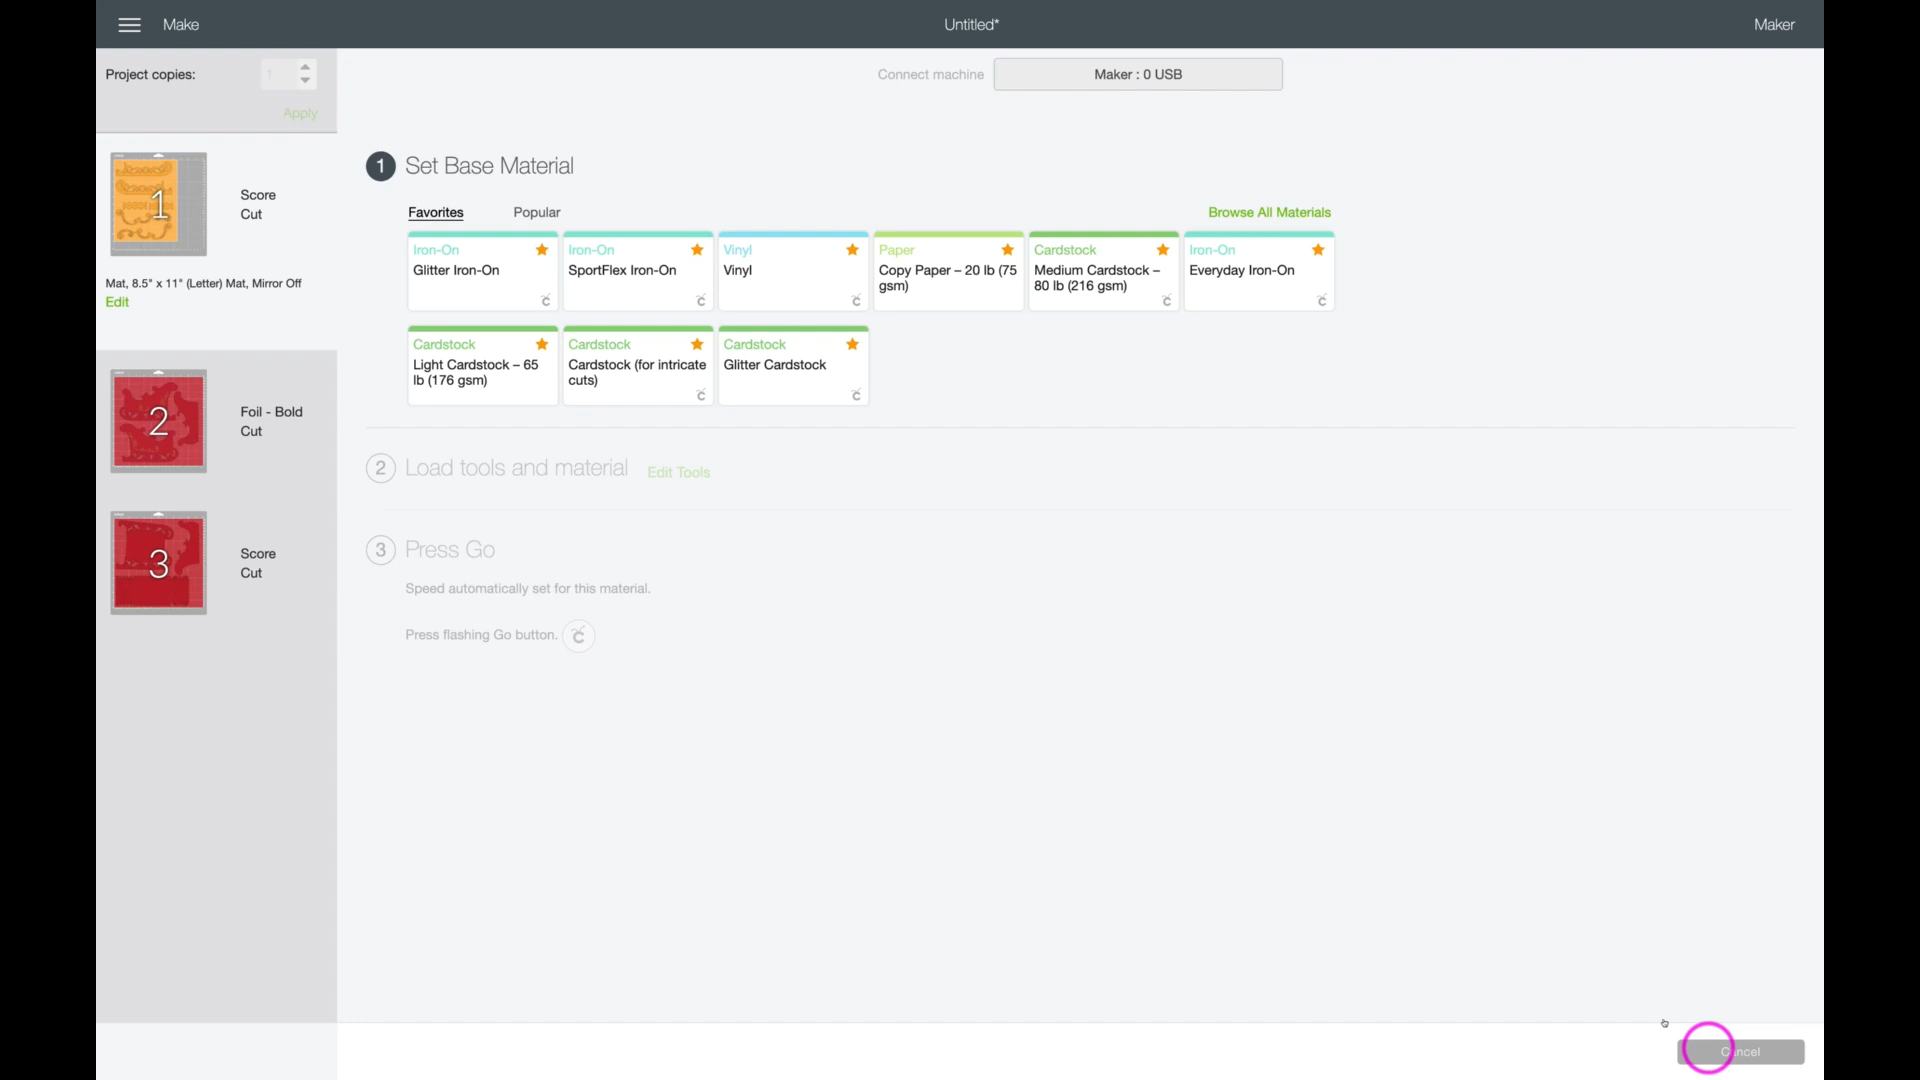 Make
Untitled*
Maker
Project copies:
1
Apply
Connect machine
Maker : 0 USB
1
Score
Cut
Mat, 8.5" x 11" (Letter) Mat, Mirror Off
Edit
2
Foil - Bold
Cut
3
Score
Cut
1 Set Base Material
Favorites
Popular
Browse All Materials
Iron-On
Glitter Iron-On
Iron-On
SportFlex Iron-On
Vinyl
Vinyl
Paper
Copy Paper – 20 lb (75
gsm)
Cardstock
Medium Cardstock –
80 lb (216 gsm)
Iron-On
Everyday Iron-On
Cardstock
Light Cardstock – 65
lb (176 gsm)
Cardstock
Cardstock (for intricate
cuts)
Cardstock
Glitter Cardstock
2 Load tools and material
Edit Tools
3 Press Go
Speed automatically set for this material.
Press flashing Go button.
Cancel